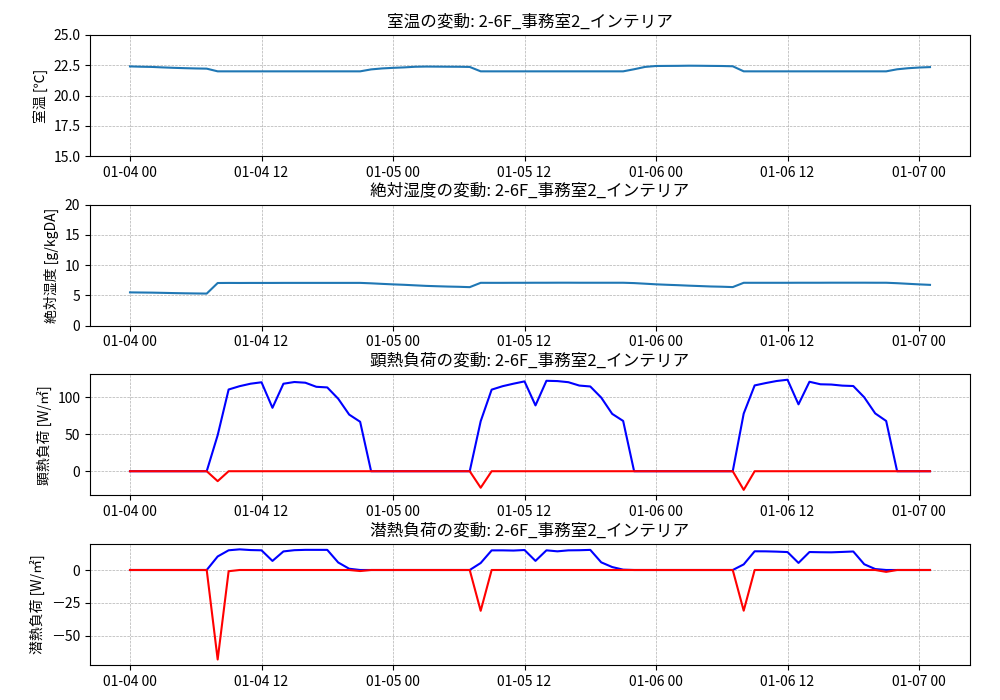 室温の変動: 2-6F_事務室2_インテリア
25.0
22.5
20.0
17.5
15.0
室温 [℃]
01-04 00 01-04 12 01-05 00 01-05 12 01-06 00 01-06 12 01-07 00
絶対湿度の変動: 2-6F_事務室2_インテリア
20
15
10
5
0
絶対湿度 [g/kgDA]
01-04 00 01-04 12 01-05 00 01-05 12 01-06 00 01-06 12 01-07 00
顕熱負荷の変動: 2-6F_事務室2_インテリア
100
50
0
顕熱負荷 [W/㎡]
01-04 00 01-04 12 01-05 00 01-05 12 01-06 00 01-06 12 01-07 00
潜熱負荷の変動: 2-6F_事務室2_インテリア
0
−25
−50
潜熱負荷 [W/㎡]
01-04 00 01-04 12 01-05 00 01-05 12 01-06 00 01-06 12 01-07 00